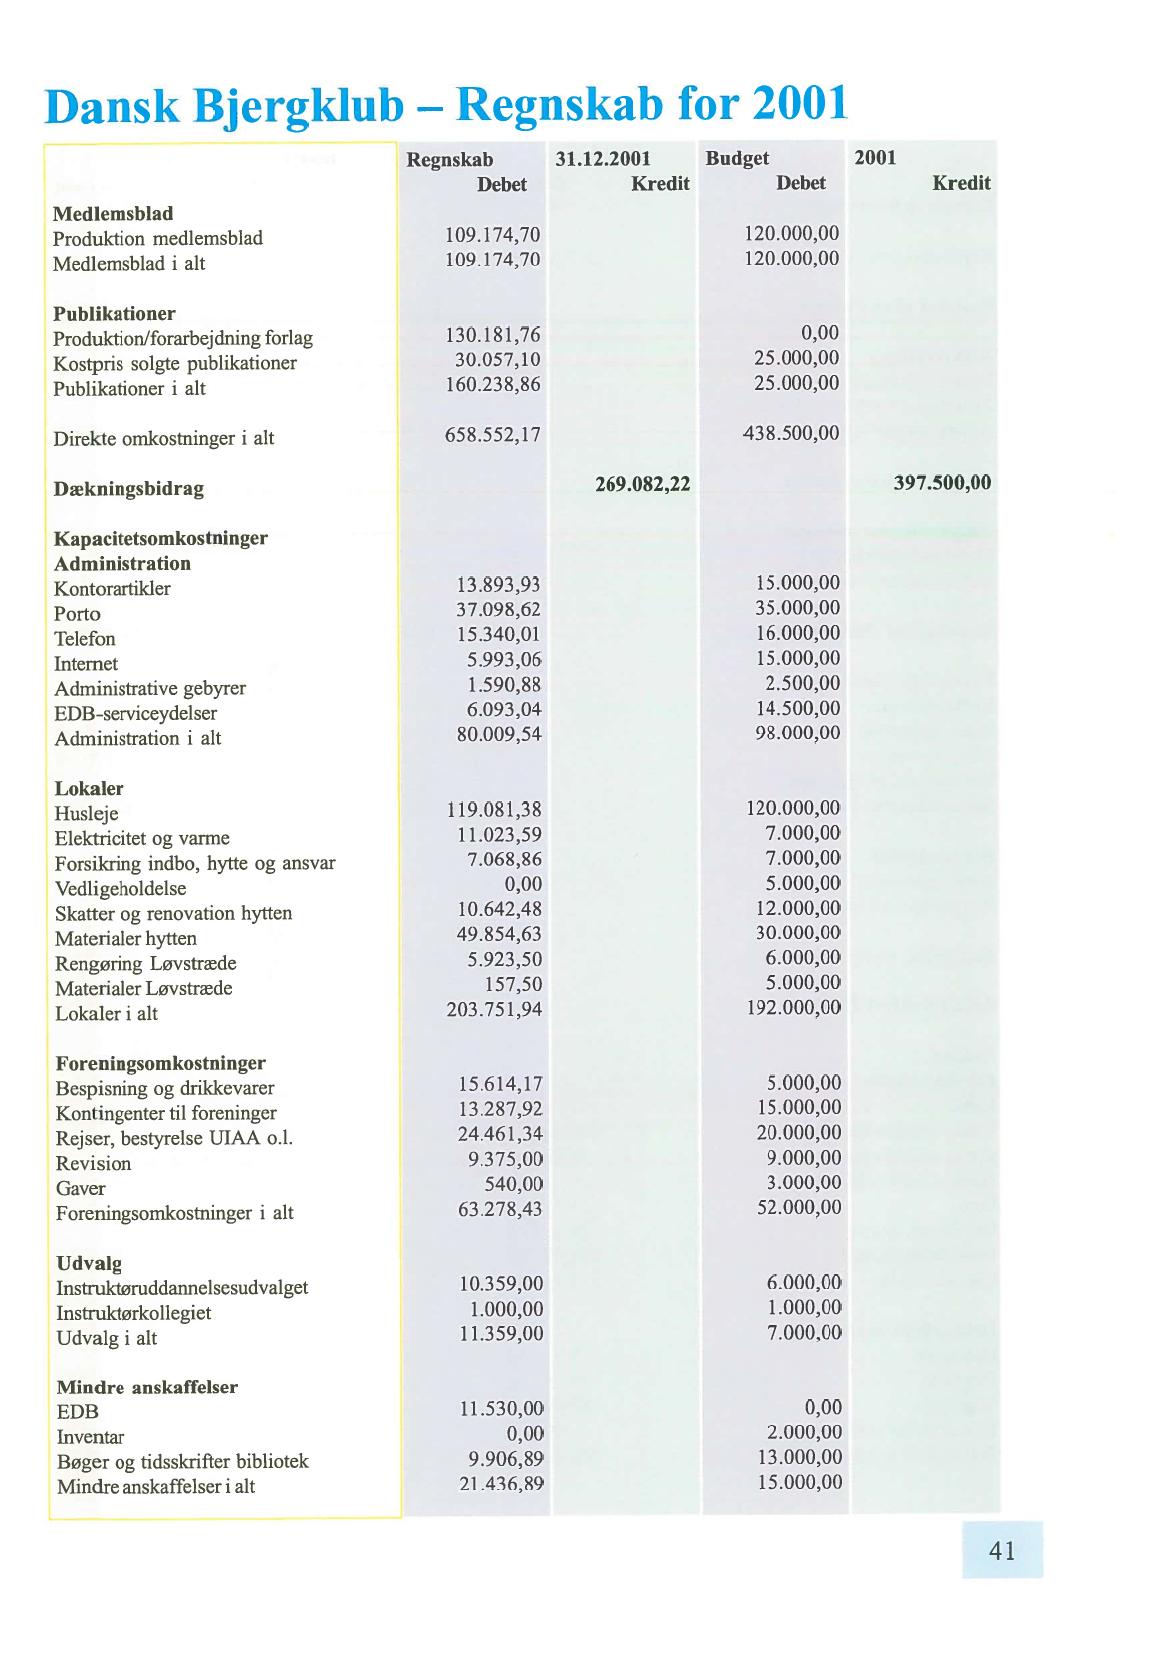 Dansk Bjergklub – Regnskab for 2001
Regnskab 31.12.2001 Budget 2001
Debet Kredit Debet Kredit
Medlemsblad
Produktion medlemsblad 109.174,70 120.000,00
Medlemsblad i alt 109.174,70 120.000,00
Publikationer
Produktion/forarbejdning forlag 130.181,76 0,00
Kostpris solgte publikationer 30.057,10 25.000,00
Publikationer i alt 160.238,86 25.000,00
Direkte omkostninger i alt 658.552,17 438.500,00
Dækningsbidrag 269.082,22 397.500,00
Kapacitetsomkostninger
Administration
Kontorartikler 13.893,93 15.000,00
Porto 37.098,62 35.000,00
Telefon 15.340,01 16.000,00
Internet 5.993,06 15.000,00
Administrative gebyrer 1.590,88 2.500,00
EDB-serviceydelser 6.093,04 14.500,00
Administration i alt 80.009,54 98.000,00
Lokaler
Husleje 119.081,38 120.000,00
Elektricitet og varme 11.023,59 7.000,00
Forsikring indbo, hytte og ansvar 7.068,86 7.000,00
Vedligeholdelse 0,00 5.000,00
Skatter og renovation hytten 10.642,48 12.000,00
Materialer hytten 49.854,63 30.000,00
Rengøring Løvstræde 5.923,50 6.000,00
Materialer Løvstræde 157,50 5.000,00
Lokaler i alt 203.751,94 192.000,00
Foreningsomkostninger
Bespisning og drikkevarer 15.614,17 5.000,00
Kontingenter til foreninger 13.287,92 15.000,00
Rejser, bestyrelse UIAA o.l. 24.461,34 20.000,00
Revision 9.375,00 9.000,00
Gaver 540,00 3.000,00
Foreningsomkostninger i alt 63.278,43 52.000,00
Udvalg
Instruktøruddannelsesudvalget 10.359,00 6.000,00
Instruktørkollegiet 1.000,00 1.000,00
Udvalg i alt 11.359,00 7.000,00
Mindre anskaffelser
EDB 11.530,00 0,00
Inventar 0,00 2.000,00
Bøger og tidsskrifter bibliotek 9.906,89 13.000,00
Mindre anskaffelser i alt 21.436,89 15.000,00
41